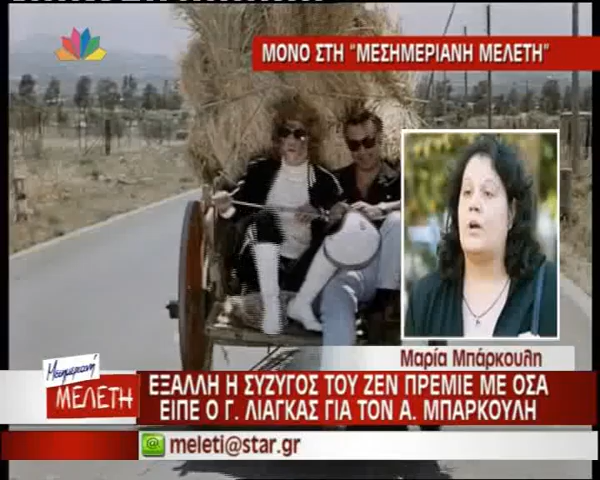 ΜΟΝΟ ΣΤΗ "ΜΕΣΗΜΕΡΙΑΝΗ ΜΕΛΕΤΗ"
Μαρία Μπάρκουλη
Μεσημεριανή
ΜΕΛΕΤΗ
ΕΞΑΛΛΗ Η ΣΥΖΥΓΟΣ ΤΟΥ ΖΕΝ ΠΡΕΜΙΕ ΜΕ ΟΣΑ
ΕΙΠΕ Ο Γ. ΛΙΑΓΚΑΣ ΓΙΑ ΤΟΝ Α. ΜΠΑΡΚΟΥΛΗ
meleti@star.gr